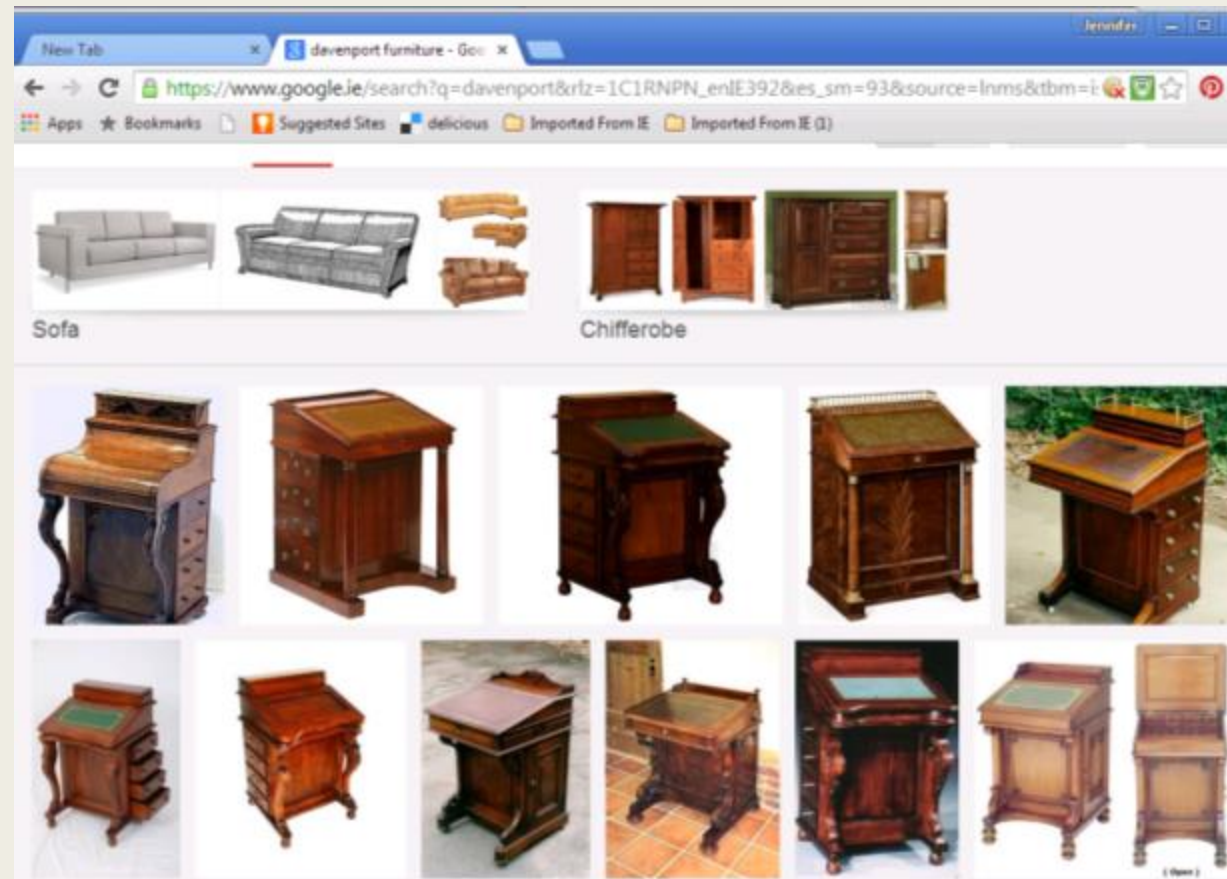 Jennifer
New Tab
davenport furniture - Goo
https://www.google.ie/search?q=davenport&rlz=1C1RNPN_enIE392&es_sm=93&source=lnms&tbm=i
Apps Bookmarks Suggested Sites delicious Imported From IE Imported From IE (1)
Sofa Chifferobe
( Open )